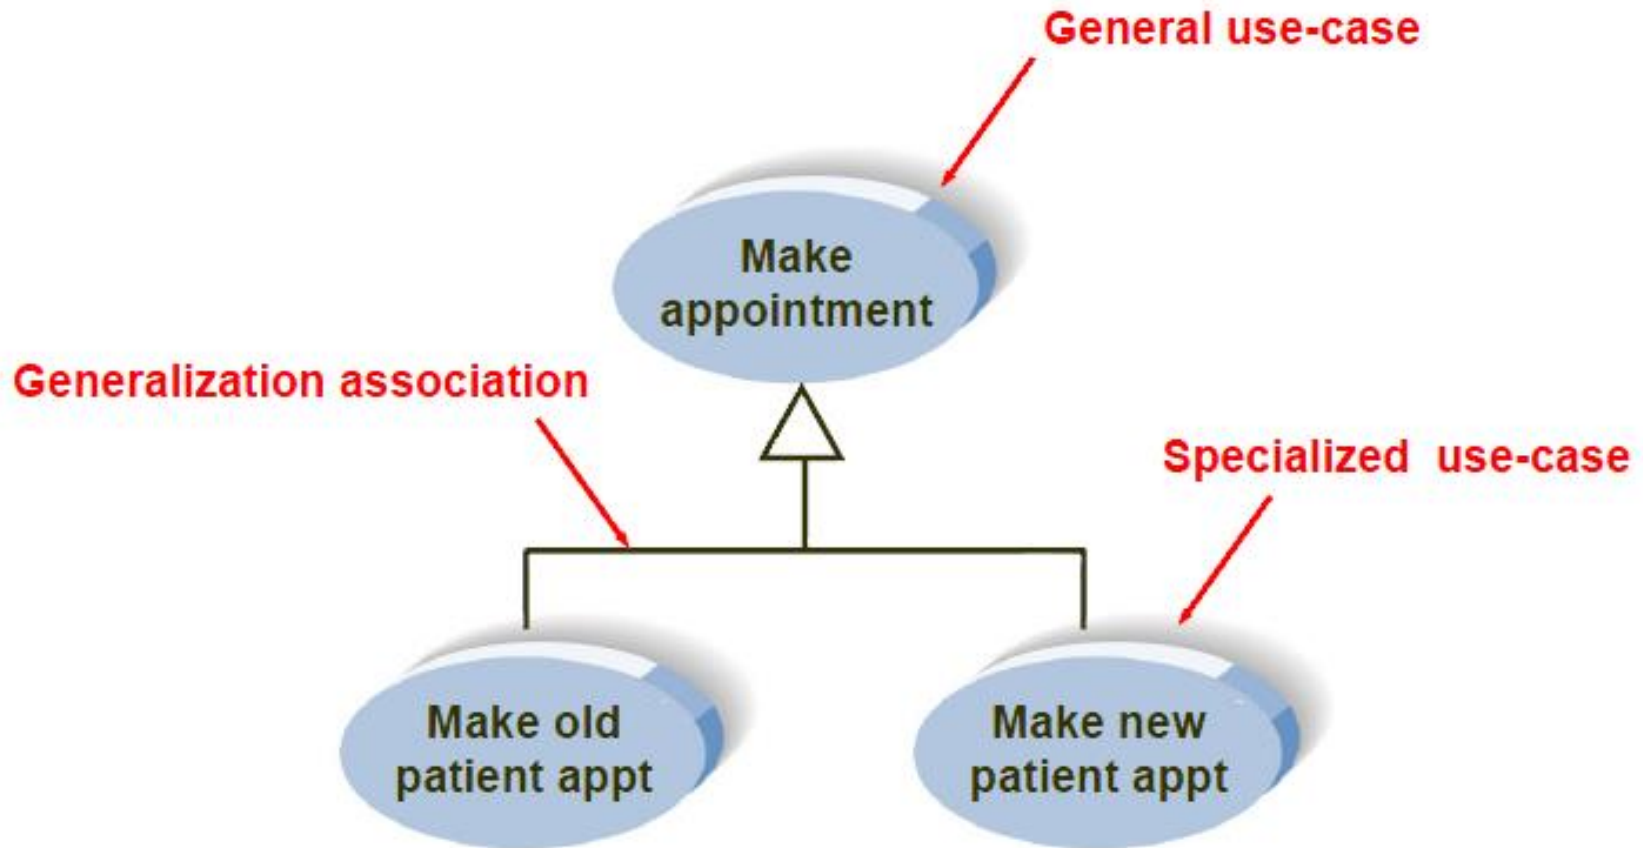 General use-case
Make
appointment
Generalization association
Specialized use-case
Make old
patient appt
Make new
patient appt